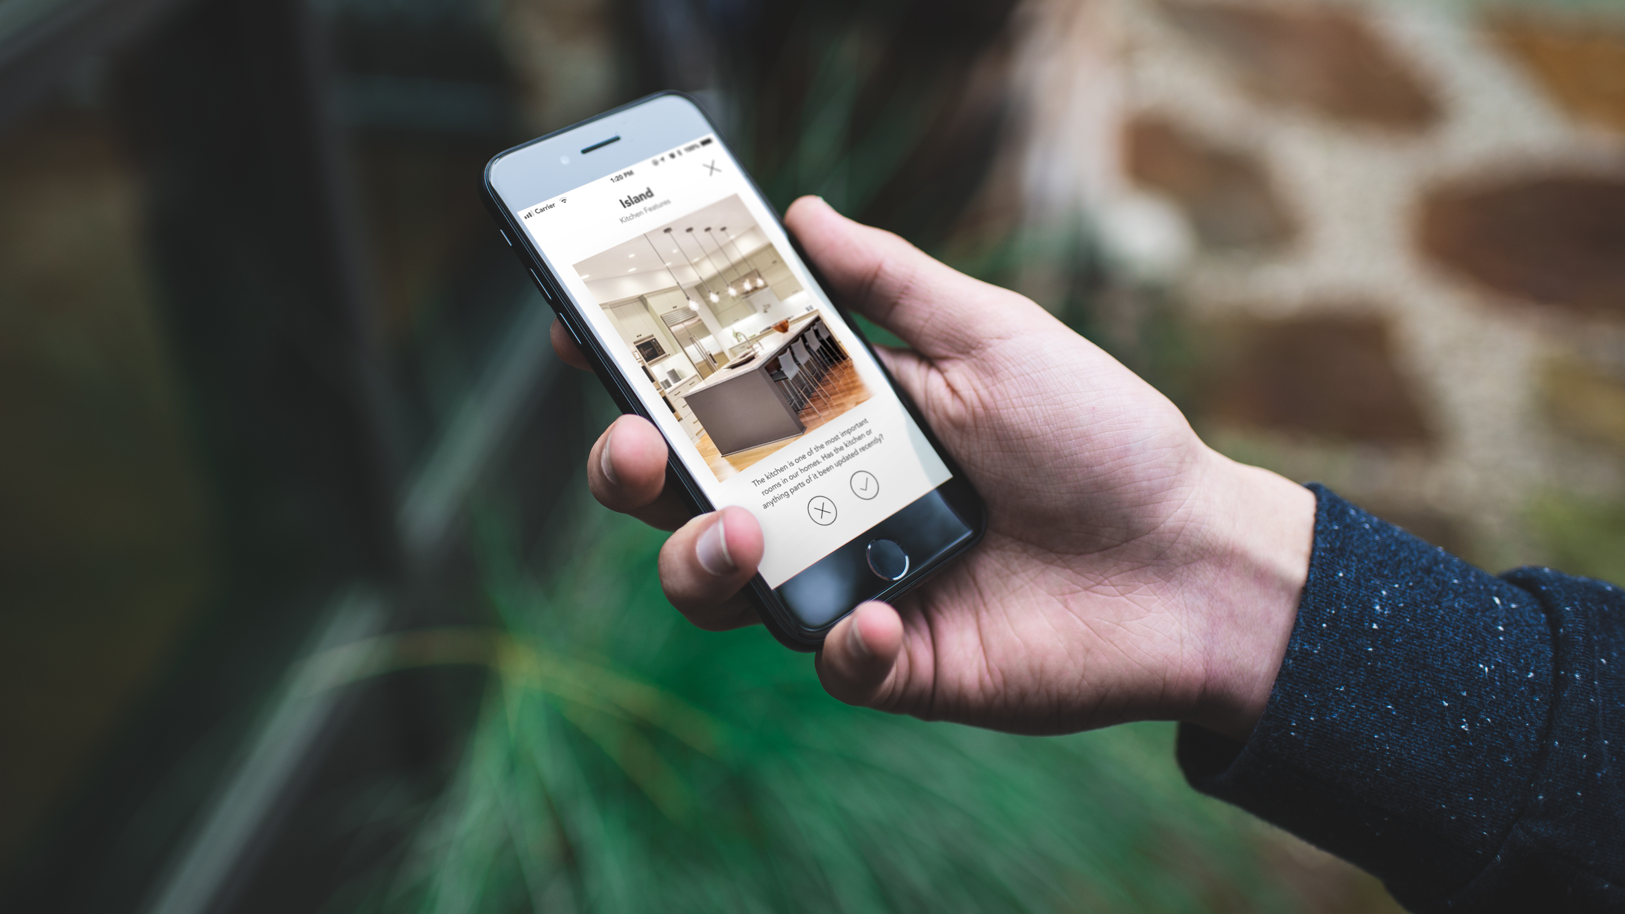 Carrier
1:20 PM
100%
Island
Kitchen Features
The kitchen is one of the most important
rooms in our homes. Has the kitchen or
anything parts of it been updated recently?